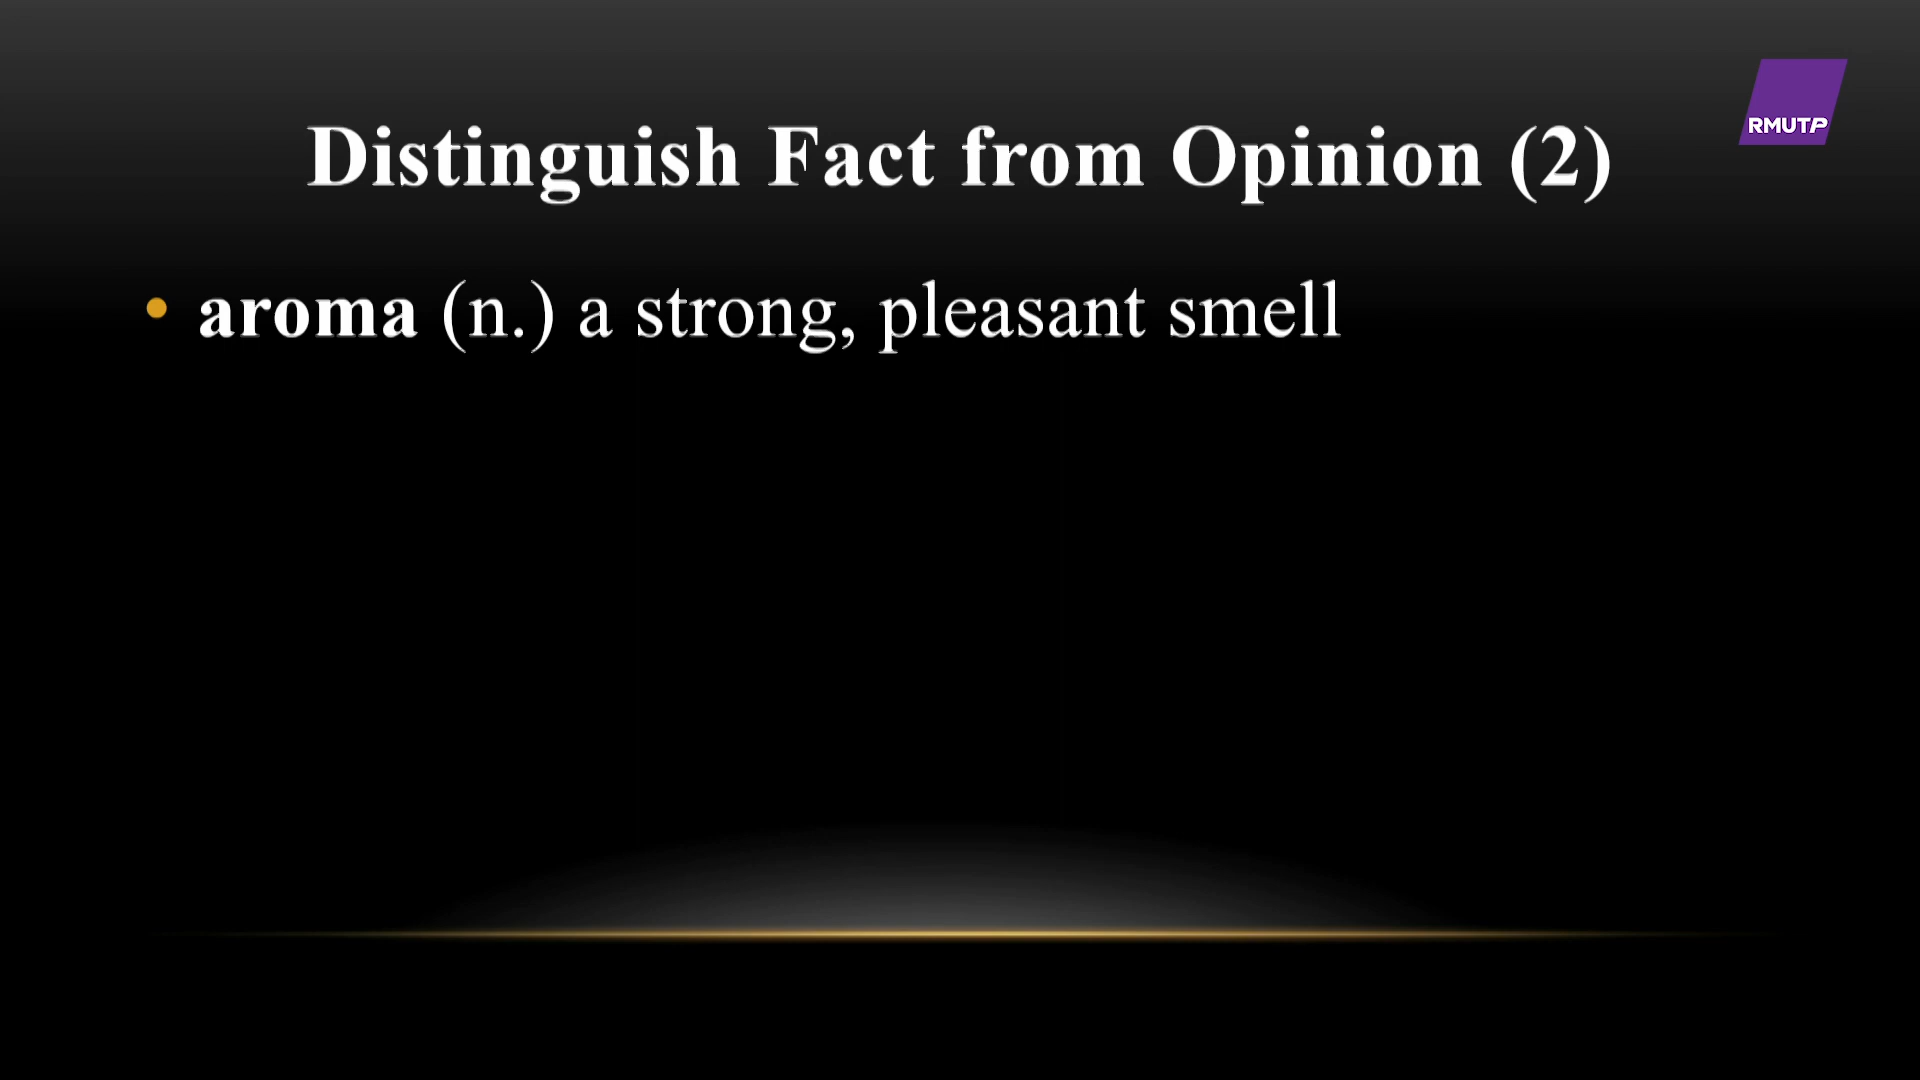 RMUTP
Distinguish Fact from Opinion (2)
• aroma (n.) a strong, pleasant smell